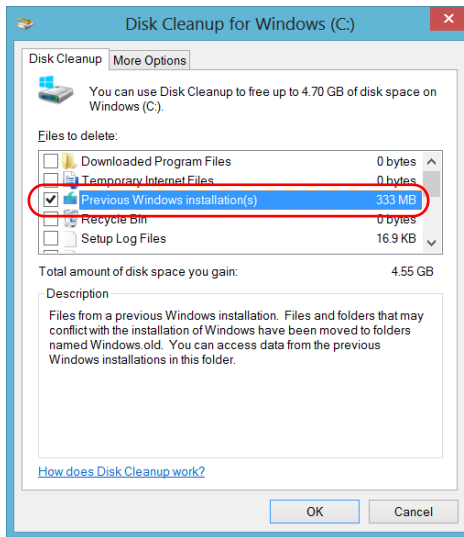 Disk Cleanup for Windows (C:)
Disk Cleanup More Options
You can use Disk Cleanup to free up to 4.70 GB of disk space on
Windows (C:).
Files to delete:
Downloaded Program Files 0 bytes
Temporary Internet Files 0 bytes
Previous Windows installation(s) 333 MB
Recycle Bin 0 bytes
Setup Log Files 16.9 KB
Total amount of disk space you gain: 4.55 GB
Description
Files from a previous Windows installation. Files and folders that may
conflict with the installation of Windows have been moved to folders
named Windows.old. You can access data from the previous
Windows installations in this folder.
How does Disk Cleanup work?
OK Cancel